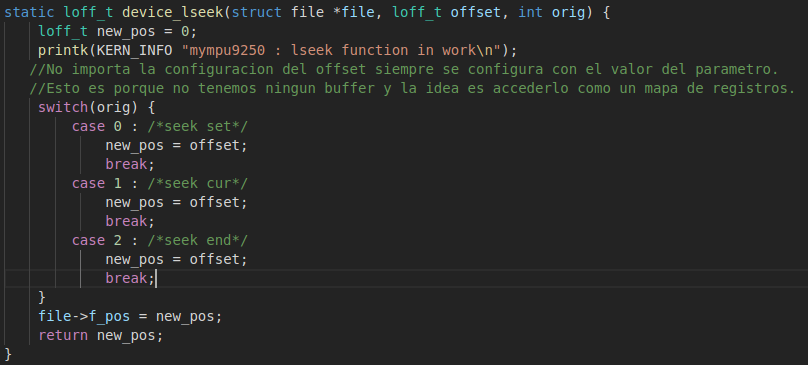 static loff_t device_lseek(struct file *file, loff_t offset, int orig) {
    loff_t new_pos = 0;
    printk(KERN_INFO "mympu9250 : lseek function in work\n");
   //No importa la configuracion del offset siempre se configura con el valor del parametro.
   //Esto es porque no tenemos ningun buffer y la idea es accederlo como un mapa de registros.
    switch(orig) {
        case 0 : /*seek set*/
            new_pos = offset;
            break;
        case 1 : /*seek cur*/
            new_pos = offset;
            break;
        case 2 : /*seek end*/
            new_pos = offset;
            break;
    }
    file->f_pos = new_pos;
    return new_pos;
}